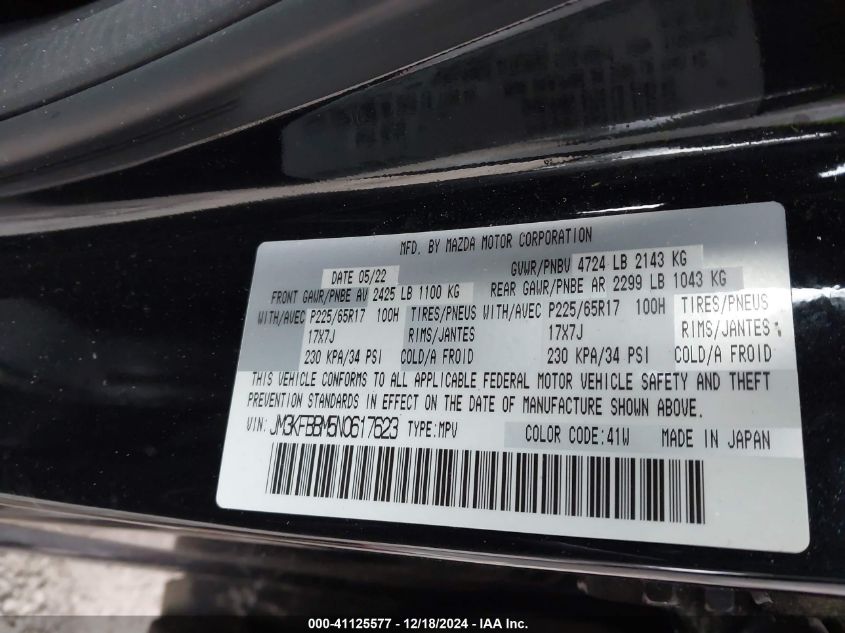 MFD. BY MAZDA MOTOR CORPORATION
DATE 05/22 GVWR/PNBV 4724 LB 2143 KG
FRONT GAWR/PNBE AV 2425 LB 1100 KG REAR GAWR/PNBE AR 2299 LB 1043 KG
WITH/AVEC P225/65R17 100H TIRES/PNEUS WITH/AVEC P225/65R17 100H TIRES/PNEUS
17X7J RIMS/JANTES 17X7J RIMS/JANTES
230 KPA/34 PSI COLD/A FROID 230 KPA/34 PSI COLD/A FROID
THIS VEHICLE CONFORMS TO ALL APPLICABLE FEDERAL MOTOR VEHICLE SAFETY AND THEFT
PREVENTION STANDARDS IN EFFECT ON THE DATE OF MANUFACTURE SHOWN ABOVE.
VIN: JM3KFBBM5N0617623 TYPE:MPV COLOR CODE:41W MADE IN JAPAN
000-41125577 - 12/18/2024 - IAA Inc.